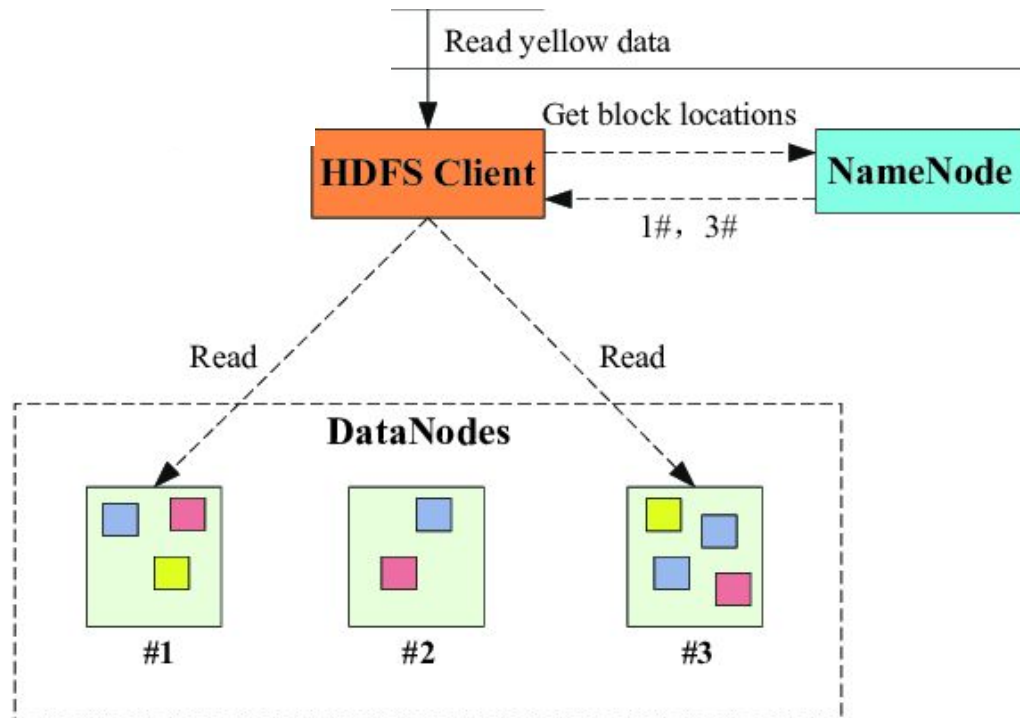 Read yellow data
Get block locations
HDFS Client
NameNode
1#，3#
Read
Read
DataNodes
#1
#2
#3